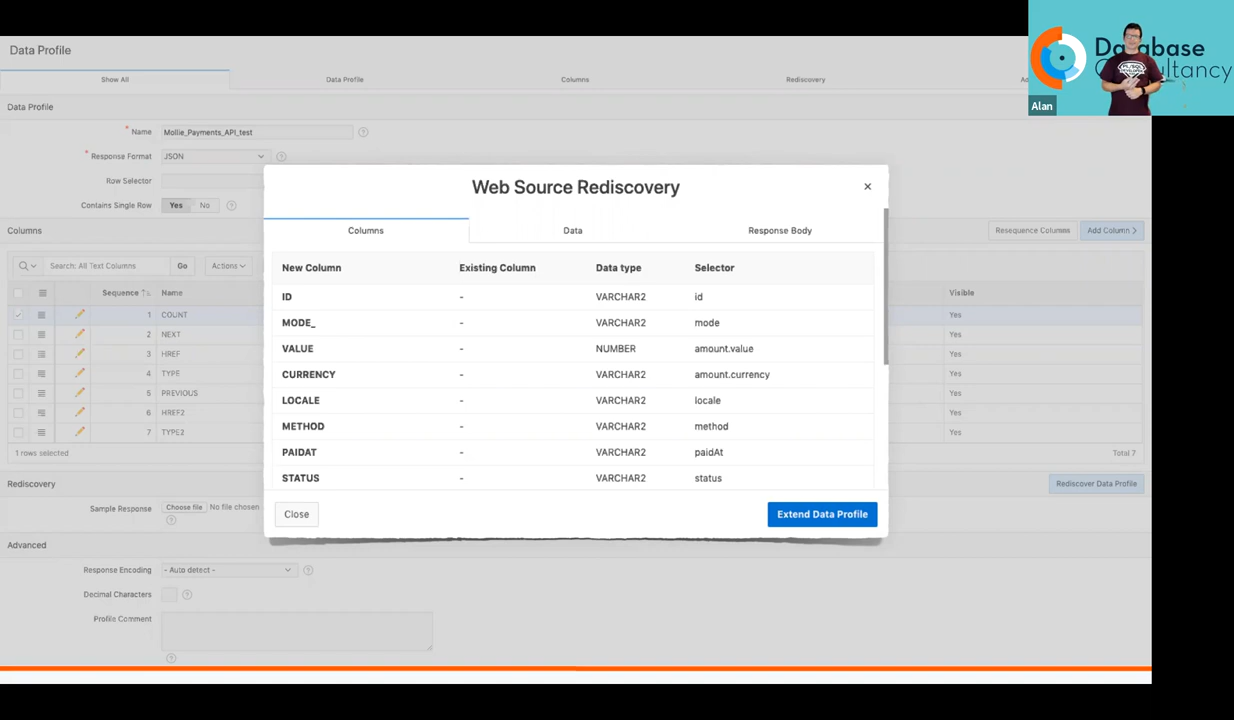 Data Profile
Show All
Data Profile
Columns
Rediscovery
Data Profile
* Name Mollie_Payments_API_test
* Response Format JSON
Row Selector
Contains Single Row Yes No
Columns
Resequence Columns
Add Column
Search: All Text Columns
Go
Actions
Sequence Name Visible
1 COUNT Yes
2 NEXT Yes
3 HREF Yes
4 TYPE Yes
5 PREVIOUS Yes
6 HREF2 Yes
7 TYPE2 Yes
1 rows selected
Total 7
Rediscovery
Rediscover Data Profile
Sample Response Choose file No file chosen
Advanced
Response Encoding - Auto detect -
Decimal Characters
Profile Comment
Web Source Rediscovery
Columns Data Response Body
New Column Existing Column Data type Selector
ID - VARCHAR2 id
MODE_ - VARCHAR2 mode
VALUE - NUMBER amount.value
CURRENCY - VARCHAR2 amount.currency
LOCALE - VARCHAR2 locale
METHOD - VARCHAR2 method
PAIDAT - VARCHAR2 paidAt
STATUS - VARCHAR2 status
Close
Extend Data Profile
Alan